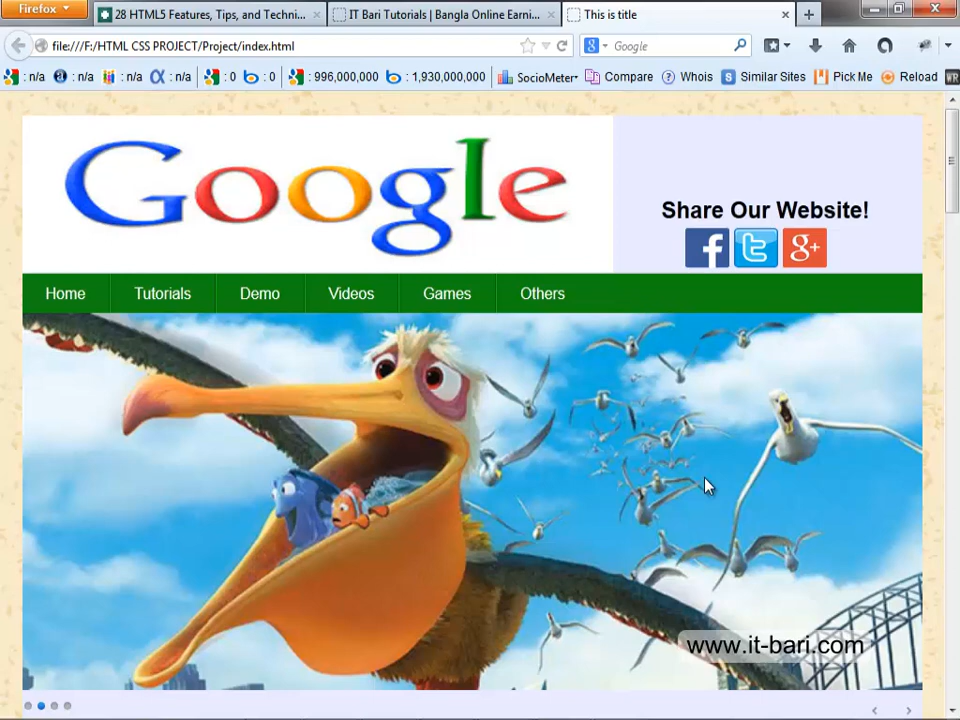 Firefox
28 HTML5 Features, Tips, and Techni...
IT Bari Tutorials | Bangla Online Earni...
This is title
file:///F:/HTML CSS PROJECT/Project/index.html
Google
: n/a : n/a : n/a : n/a : 0 : 0 : 996,000,000 : 1,930,000,000 SocioMeter Compare Whois Similar Sites Pick Me Reload WR
Google
Share Our Website!
Home Tutorials Demo Videos Games Others
www.it-bari.com